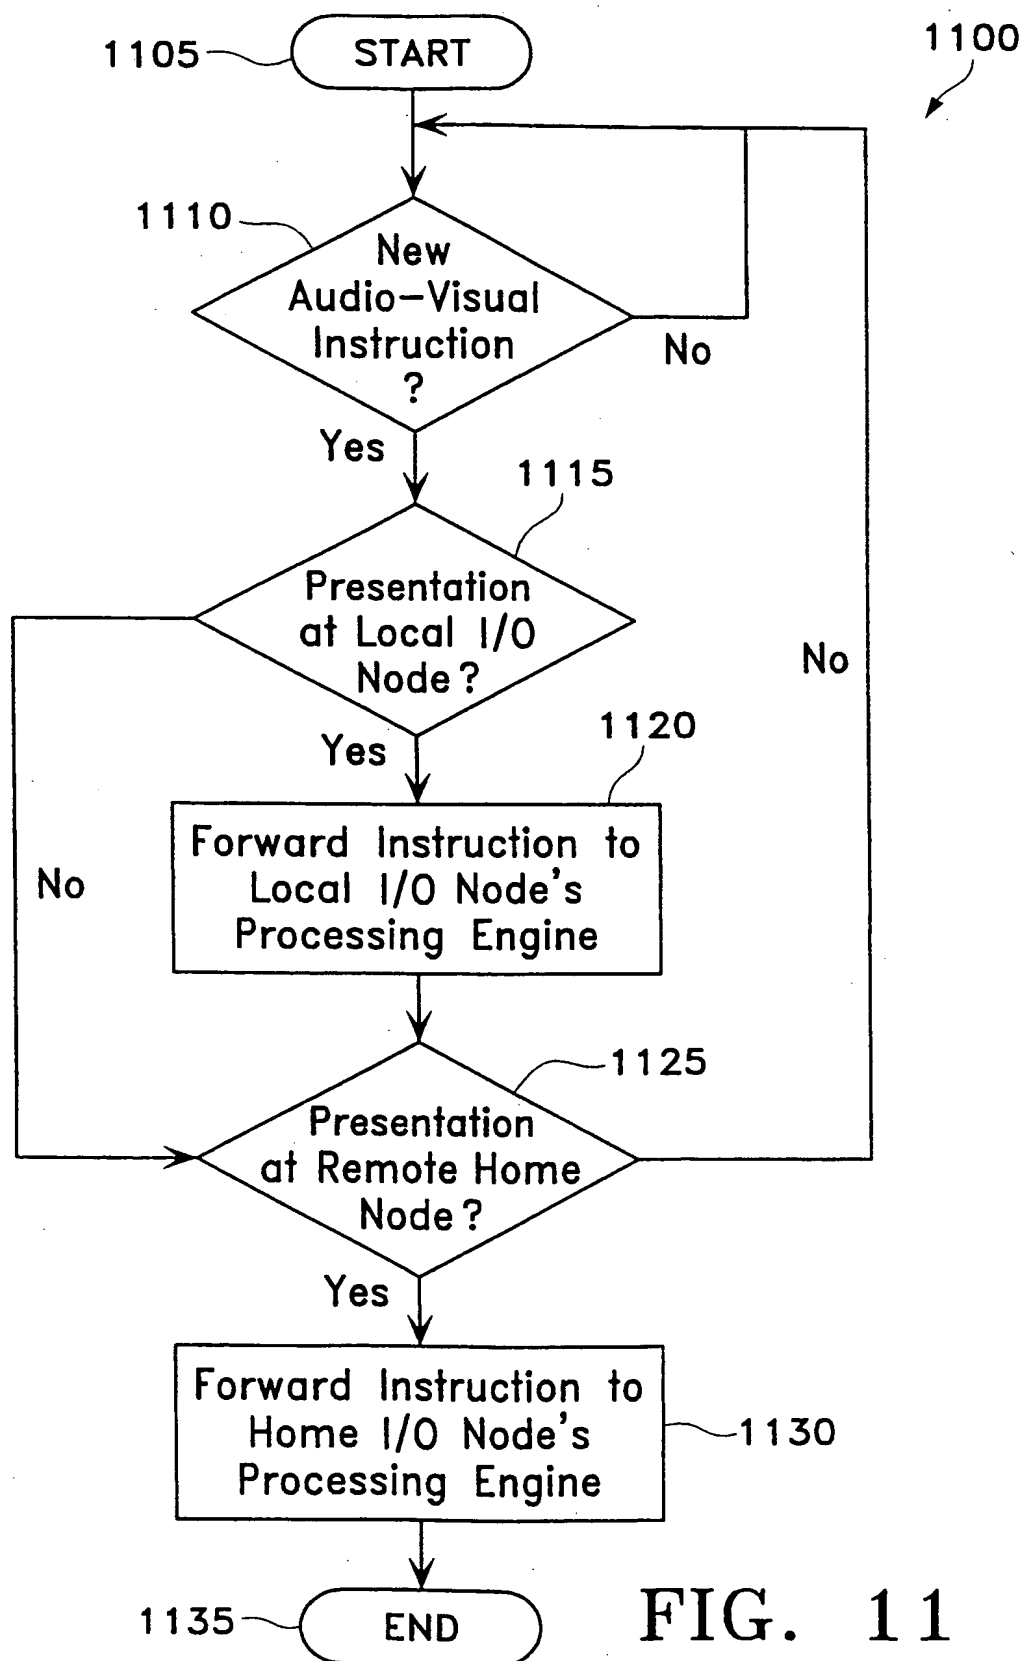 1100
1105
START
1110
New
Audio-Visual
Instruction
?
No
Yes
1115
Presentation
at Local I/O
Node?
No
Yes
1120
No
Forward Instruction to
Local I/O Node's
Processing Engine
1125
Presentation
at Remote Home
Node?
Yes
Forward Instruction to
Home I/O Node's
Processing Engine
1130
1135
END
FIG. 11